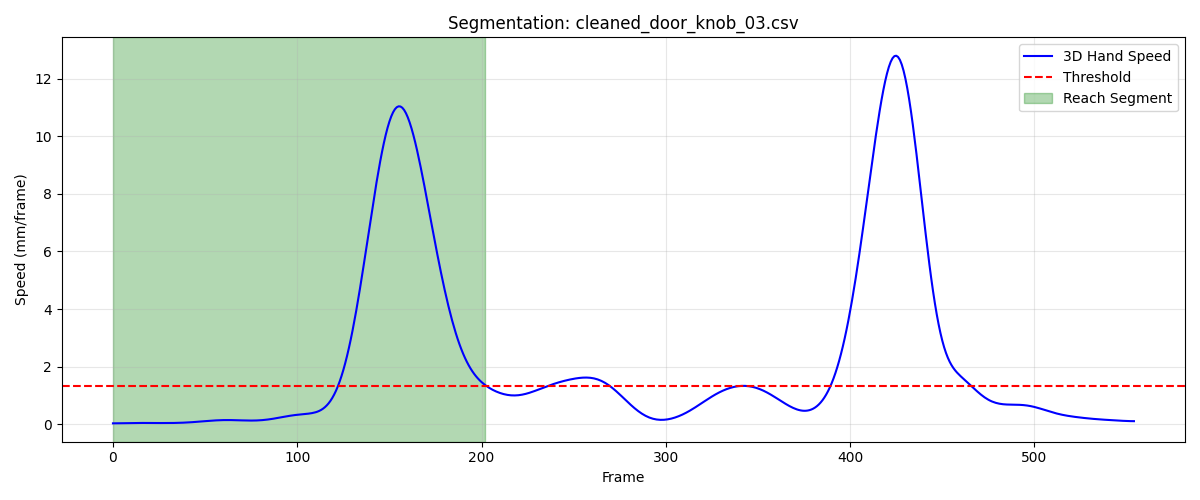 Segmentation: cleaned_door_knob_03.csv
3D Hand Speed
Threshold
Reach Segment
Speed (mm/frame)
12
10
8
6
4
2
0
0 100 200 300 400 500
Frame